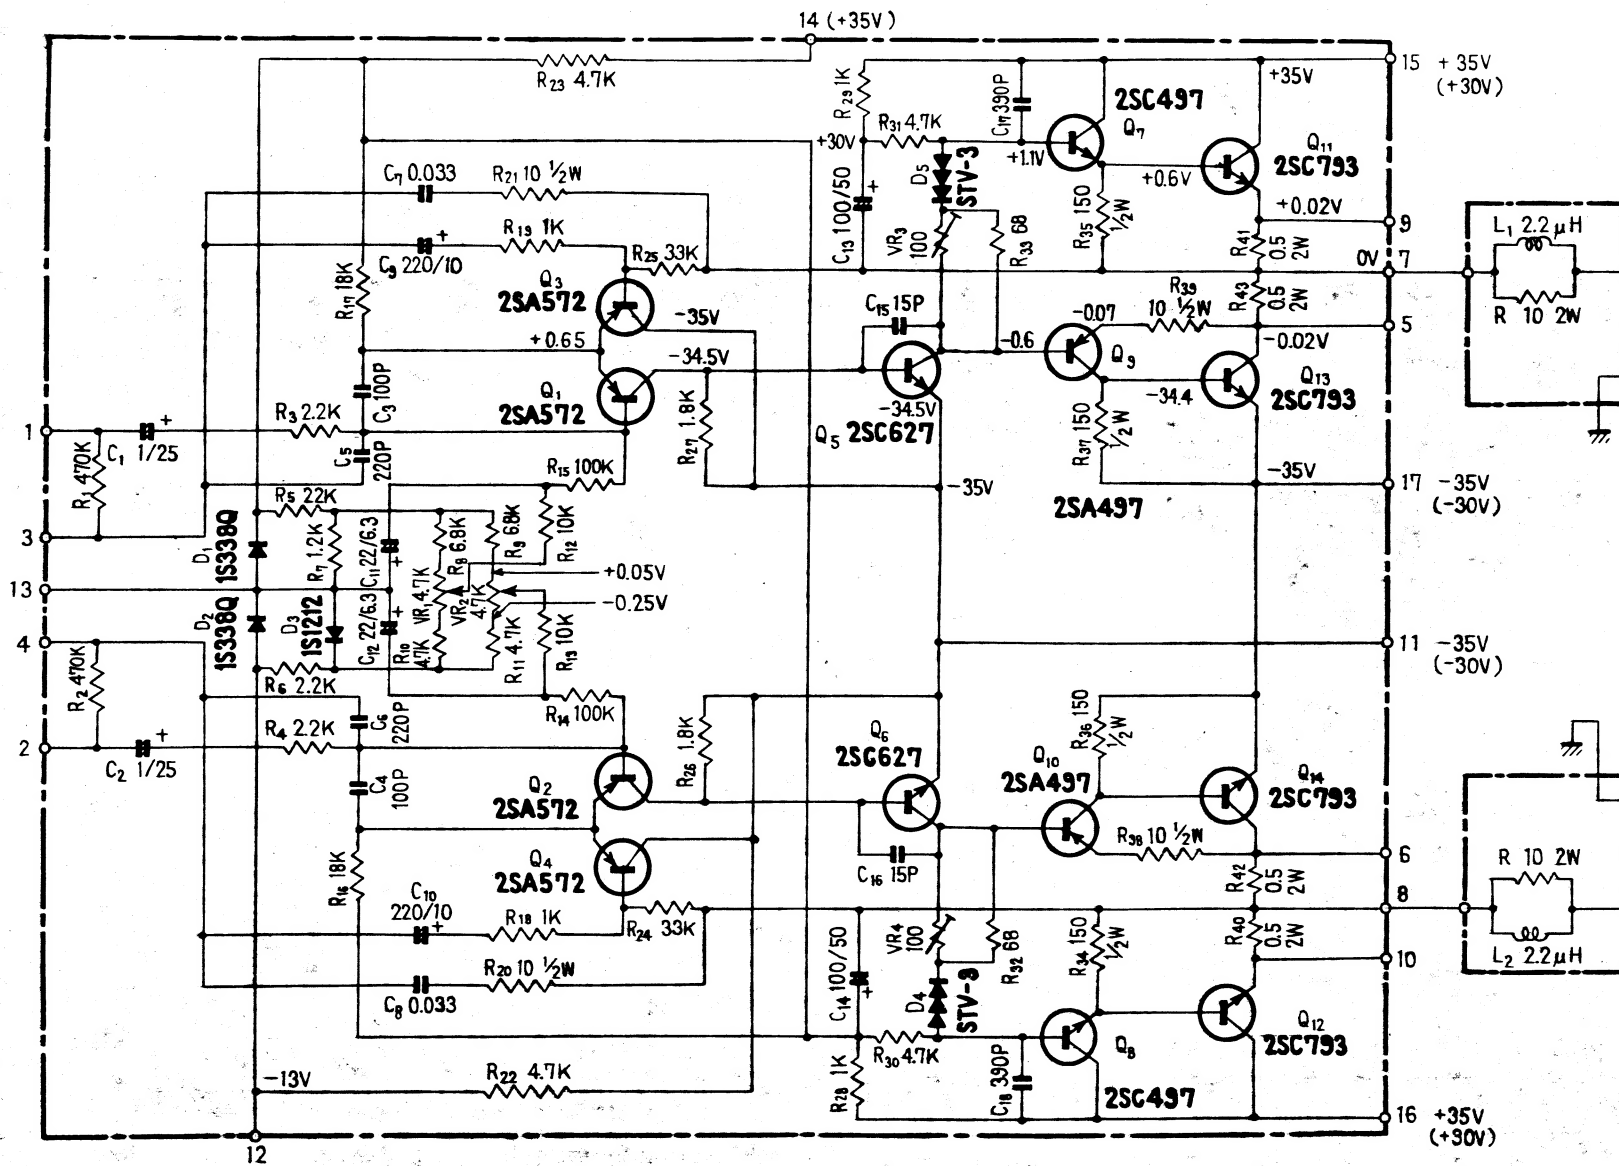 14 (+35V)
15 +35V
(+30V)
R23 4.7K
+35V
R29 1K
C17 390P
2SC497
Q7
R31 4.7K
+30V
+1.1V
Q11
2SC793
C7 0.033
R21 10 ½W
D5
STV-3
+0.6V
C13 100/50
R35 150
½W
+0.02V
9
L1 2.2μH
R19 1K
C9 220/10
R25 33K
VR3
100
R33 68
R41
0.5
2W
0V 7
R17 18K
Q3
2SA572
-35V
C15 15P
R39
10 ½W
-0.07
R43
0.5
2W
R 10 2W
5
+0.65
-34.5V
-0.6
Q9
-0.02V
C3 100P
Q1
2SA572
-34.5V
-34.4
Q13
2SC793
1
C1 1/25
R3 2.2K
C5
220P
R27 1.8K
Q5 2SC627
R37 150
½W
R1 470K
R15 100K
-35V
-35V
17 -35V
(-30V)
2SA497
3
R5 22K
D1
1S338Q
R7 1.2K
C11 22/6.3
R8 6.8K
R9 6.8K
R12 10K
+0.05V
13
VR1 4.7K
VR2
4.7K
-0.25V
D2
1S338Q
D3
1S1212
C12 22/6.3
R10
4.7K
R11 4.7K
R13 10K
4
11 -35V
(-30V)
R2 470K
R6 2.2K
R14 100K
C6
220P
R4 2.2K
2
C2 1/25
R26 1.8K
Q6
2SC627
R36 150
½W
C4
100P
Q2
2SA572
Q10
2SA497
Q14
2SC793
R38 10 ½W
6
R16 18K
Q4
2SA572
C16 15P
R42
0.5
2W
R 10 2W
C10
220/10
R18 1K
R24 33K
8
VR4
100
R32 68
R34 150
½W
R40
0.5
2W
L2 2.2μH
R20 10 ½W
C8 0.033
C14 100/50
D4
STV-3
10
R30 4.7K
Q8
Q12
2SC793
-13V
R22 4.7K
R28 1K
C18 390P
2SC497
16 +35V
(+30V)
12